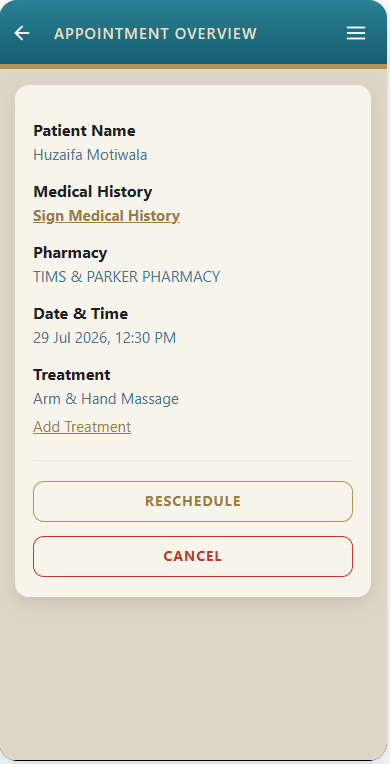 APPOINTMENT OVERVIEW
Patient Name
Huzaifa Motiwala
Medical History
Sign Medical History
Pharmacy
TIMS & PARKER PHARMACY
Date & Time
29 Jul 2026, 12:30 PM
Treatment
Arm & Hand Massage
Add Treatment
RESCHEDULE
CANCEL